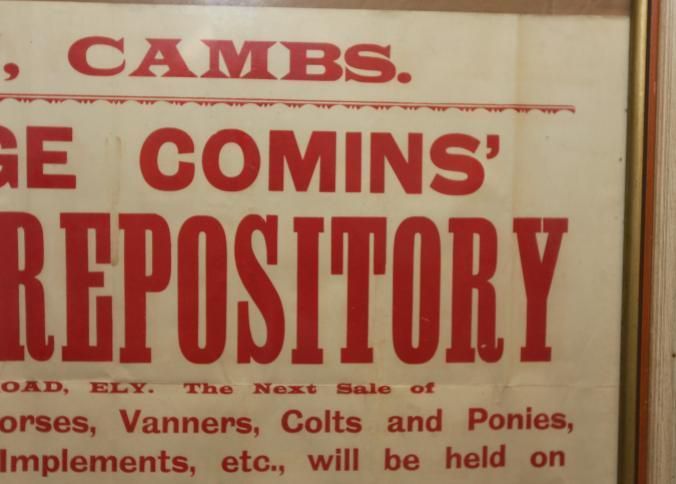 , CAMBS.
GE COMINS'
REPOSITORY
OAD, ELY. The Next Sale of
orses, Vanners, Colts and Ponies,
Implements, etc., will be held on